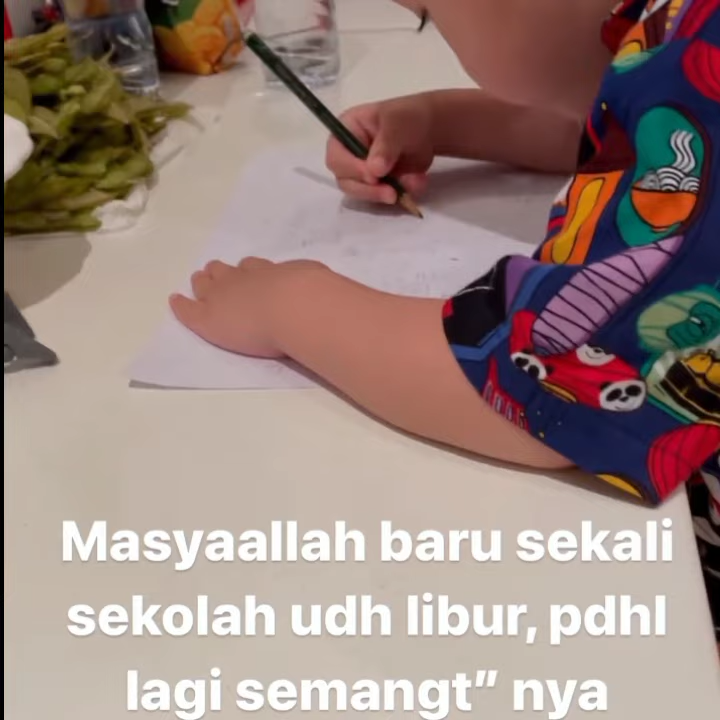 Masyaallah baru sekali
sekolah udh libur, pdhl
lagi semangt" nya